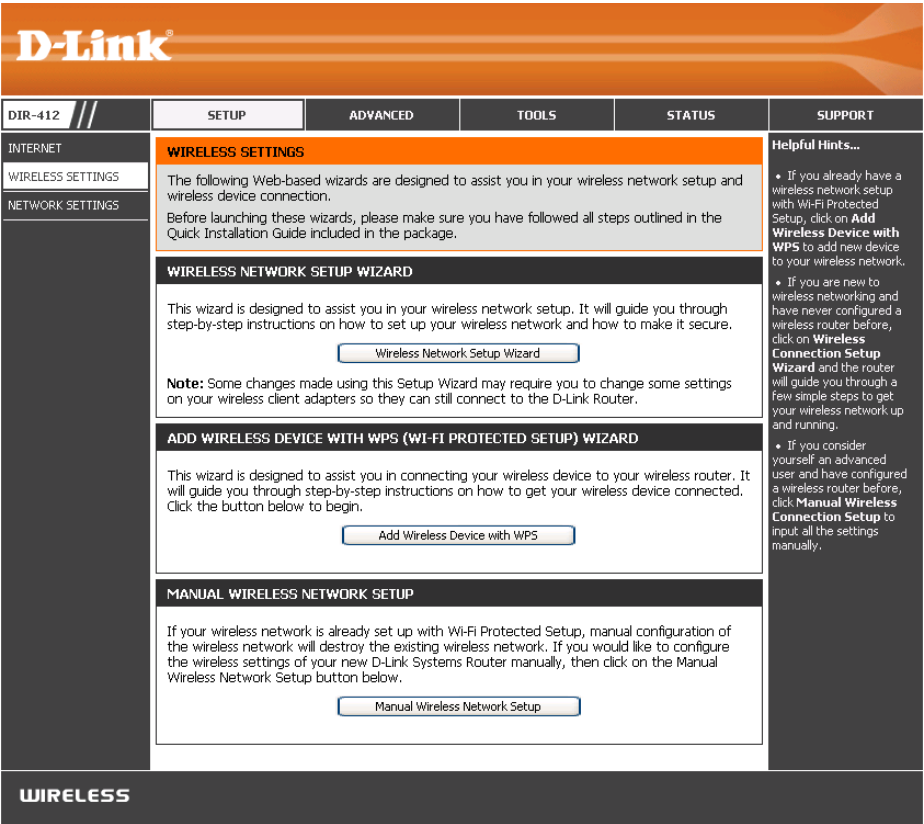 D-Link®
DIR-412
SETUP
ADVANCED
TOOLS
STATUS
SUPPORT
INTERNET
WIRELESS SETTINGS
NETWORK SETTINGS
WIRELESS SETTINGS
The following Web-based wizards are designed to assist you in your wireless network setup and
wireless device connection.
Before launching these wizards, please make sure you have followed all steps outlined in the
Quick Installation Guide included in the package.
WIRELESS NETWORK SETUP WIZARD
This wizard is designed to assist you in your wireless network setup. It will guide you through
step-by-step instructions on how to set up your wireless network and how to make it secure.
Wireless Network Setup Wizard
Note: Some changes made using this Setup Wizard may require you to change some settings
on your wireless client adapters so they can still connect to the D-Link Router.
ADD WIRELESS DEVICE WITH WPS (WI-FI PROTECTED SETUP) WIZARD
This wizard is designed to assist you in connecting your wireless device to your wireless router. It
will guide you through step-by-step instructions on how to get your wireless device connected.
Click the button below to begin.
Add Wireless Device with WPS
MANUAL WIRELESS NETWORK SETUP
If your wireless network is already set up with Wi-Fi Protected Setup, manual configuration of
the wireless network will destroy the existing wireless network. If you would like to configure
the wireless settings of your new D-Link Systems Router manually, then click on the Manual
Wireless Network Setup button below.
Manual Wireless Network Setup
Helpful Hints...
• If you already have a
wireless network setup
with Wi-Fi Protected
Setup, click on Add
Wireless Device with
WPS to add new device
to your wireless network.
• If you are new to
wireless networking and
have never configured a
wireless router before,
click on Wireless
Connection Setup
Wizard and the router
will guide you through a
few simple steps to get
your wireless network up
and running.
• If you consider
yourself an advanced
user and have configured
a wireless router before,
click Manual Wireless
Connection Setup to
input all the settings
manually.
WIRELESS